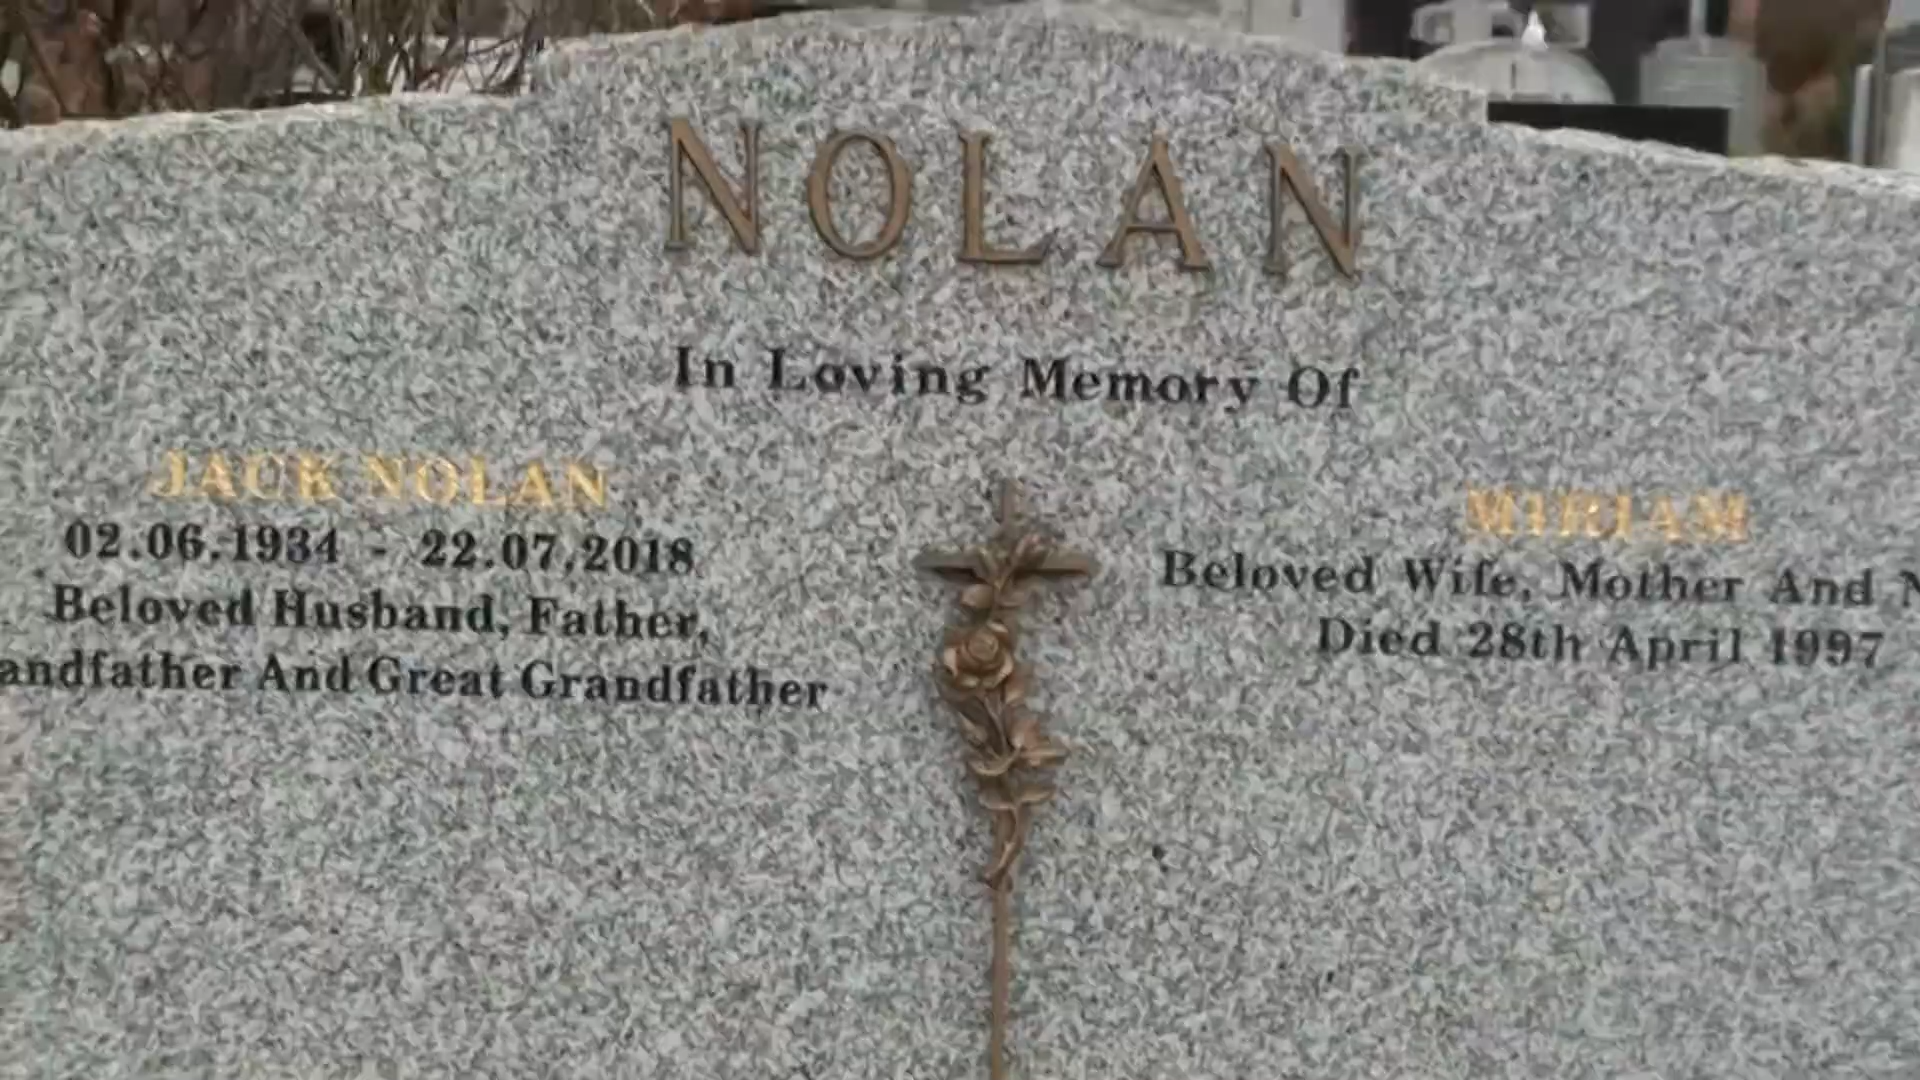 NOLAN
In Loving Memory Of
JACK NOLAN
02.06.1934 - 22.07.2018
Beloved Husband, Father,
andfather And Great Grandfather
MIRIAM
Beloved Wife, Mother And
Died 28th April 1997